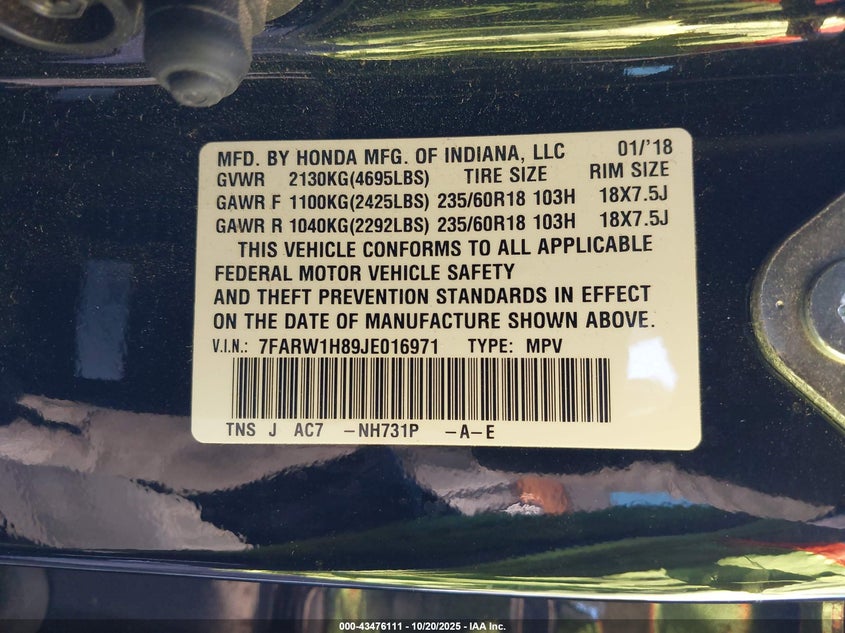 MFD. BY HONDA MFG. OF INDIANA, LLC 01/'18
GVWR 2130KG(4695LBS) TIRE SIZE RIM SIZE
GAWR F 1100KG(2425LBS) 235/60R18 103H 18X7.5J
GAWR R 1040KG(2292LBS) 235/60R18 103H 18X7.5J
THIS VEHICLE CONFORMS TO ALL APPLICABLE
FEDERAL MOTOR VEHICLE SAFETY
AND THEFT PREVENTION STANDARDS IN EFFECT
ON THE DATE OF MANUFACTURE SHOWN ABOVE.
V.I.N.: 7FARW1H89JE016971 TYPE: MPV
TNS J AC7 -NH731P -A-E
000-43476111 - 10/20/2025 - IAA Inc.